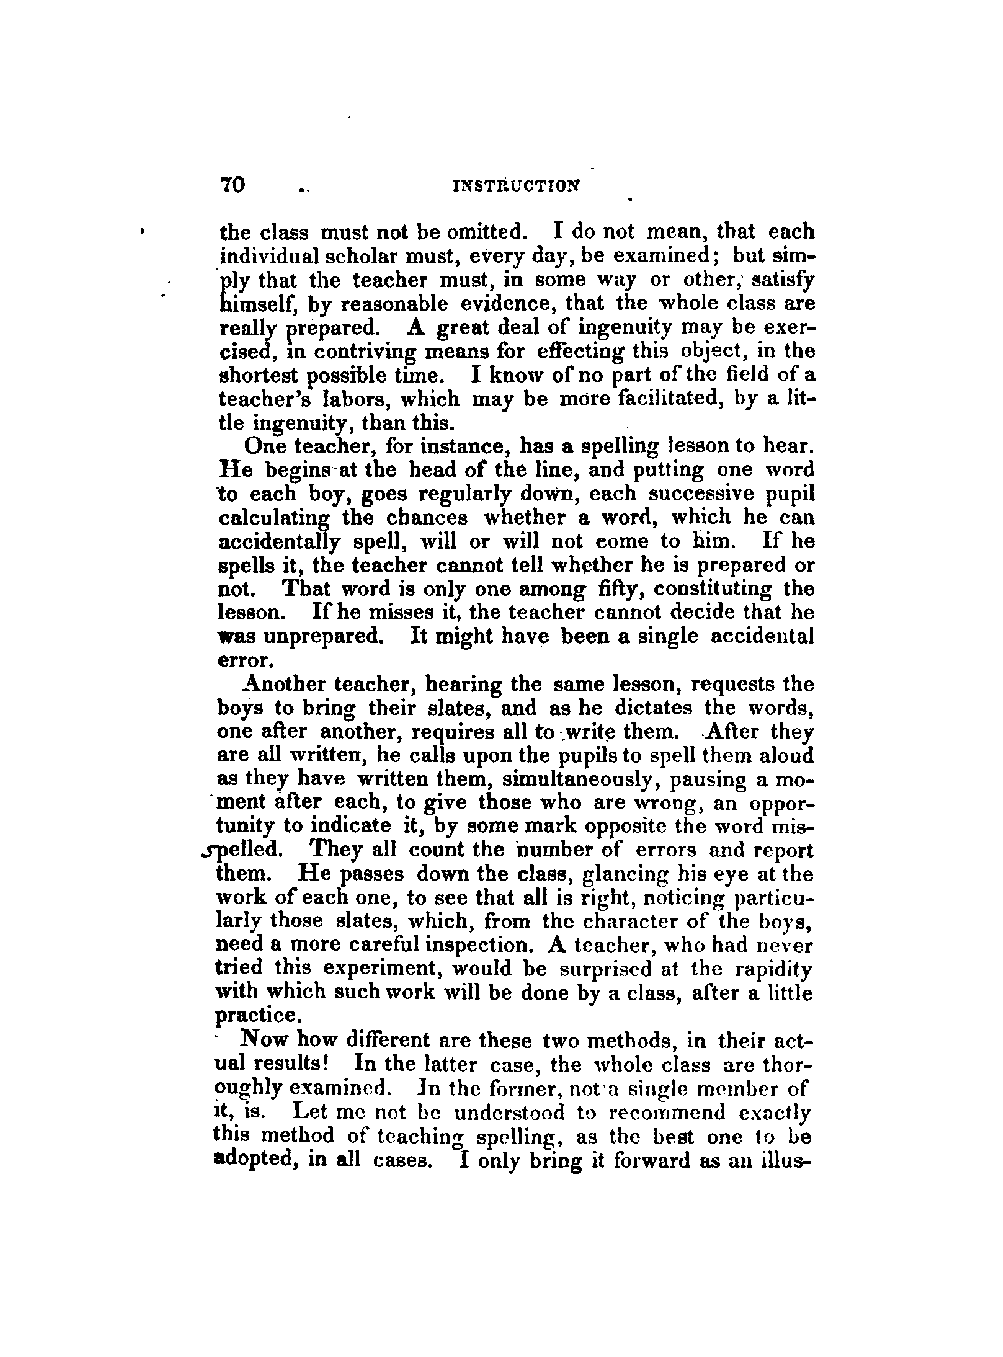 70 INSTRUCTION
the class must not be omitted. I do not mean, that each
individual scholar must, every day, be examined; but sim-
ply that the teacher must, in some way or other, satisfy
himself, by reasonable evidence, that the whole class are
really prepared. A great deal of ingenuity may be exer-
cised, in contriving means for effecting this object, in the
shortest possible time. I know of no part of the field of a
teacher's labors, which may be more facilitated, by a lit-
tle ingenuity, than this.
One teacher, for instance, has a spelling lesson to hear.
He begins at the head of the line, and putting one word
to each boy, goes regularly down, each successive pupil
calculating the chances whether a word, which he can
accidentally spell, will or will not come to him. If he
spells it, the teacher cannot tell whether he is prepared or
not. That word is only one among fifty, constituting the
lesson. If he misses it, the teacher cannot decide that he
was unprepared. It might have been a single accidental
error.
Another teacher, hearing the same lesson, requests the
boys to bring their slates, and as he dictates the words,
one after another, requires all to write them. After they
are all written, he calls upon the pupils to spell them aloud
as they have written them, simultaneously, pausing a mo-
ment after each, to give those who are wrong, an oppor-
tunity to indicate it, by some mark opposite the word mis-
spelled. They all count the number of errors and report
them. He passes down the class, glancing his eye at the
work of each one, to see that all is right, noticing particu-
larly those slates, which, from the character of the boys,
need a more careful inspection. A teacher, who had never
tried this experiment, would be surprised at the rapidity
with which such work will be done by a class, after a little
practice.
Now how different are these two methods, in their act-
ual results! In the latter case, the whole class are thor-
oughly examined. In the former, not a single member of
it, is. Let me not be understood to recommend exactly
this method of teaching spelling, as the best one to be
adopted, in all cases. I only bring it forward as an illus-